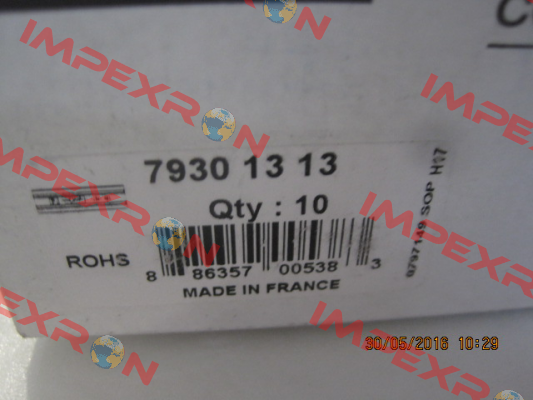 IMPEXRON
IMPEXRON
7930 13 13
Qty : 10
ROHS
8 86357 00538 3
MADE IN FRANCE
IMPEXRON
IMPEXRON
30/05/2016 10:29
IMPEXRON